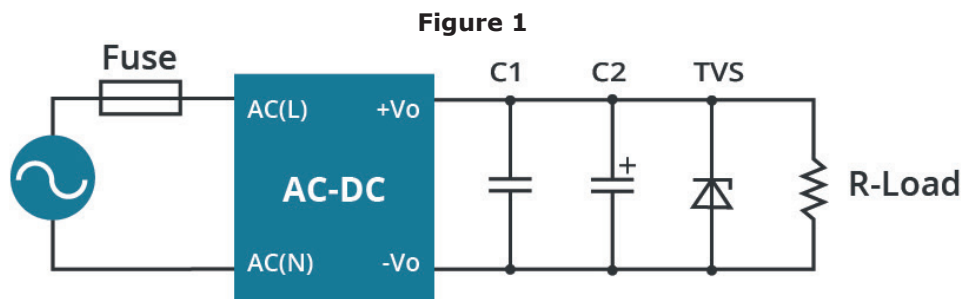 Figure 1
Fuse
C1 C2 TVS
AC(L) +Vo
+
AC-DC
R-Load
AC(N) -Vo